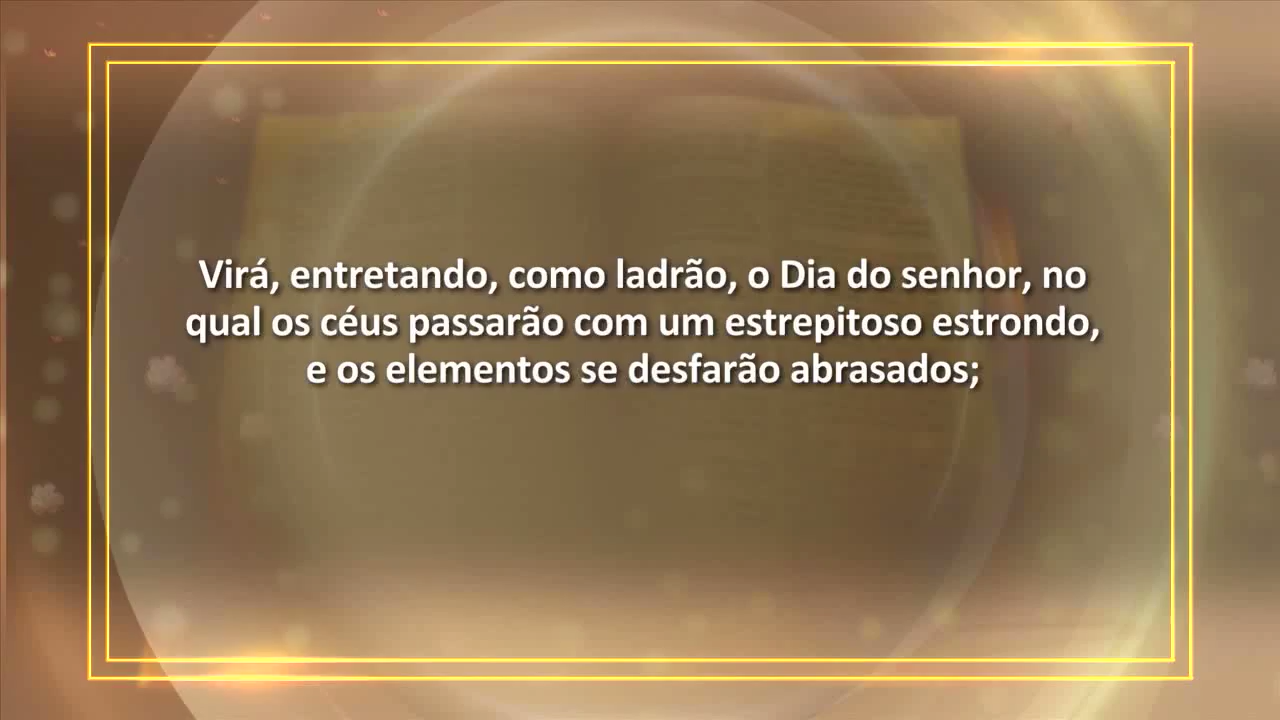 Virá, entretando, como ladrão, o Dia do senhor, no
qual os céus passarão com um estrepitoso estrondo,
e os elementos se desfarão abrasados;